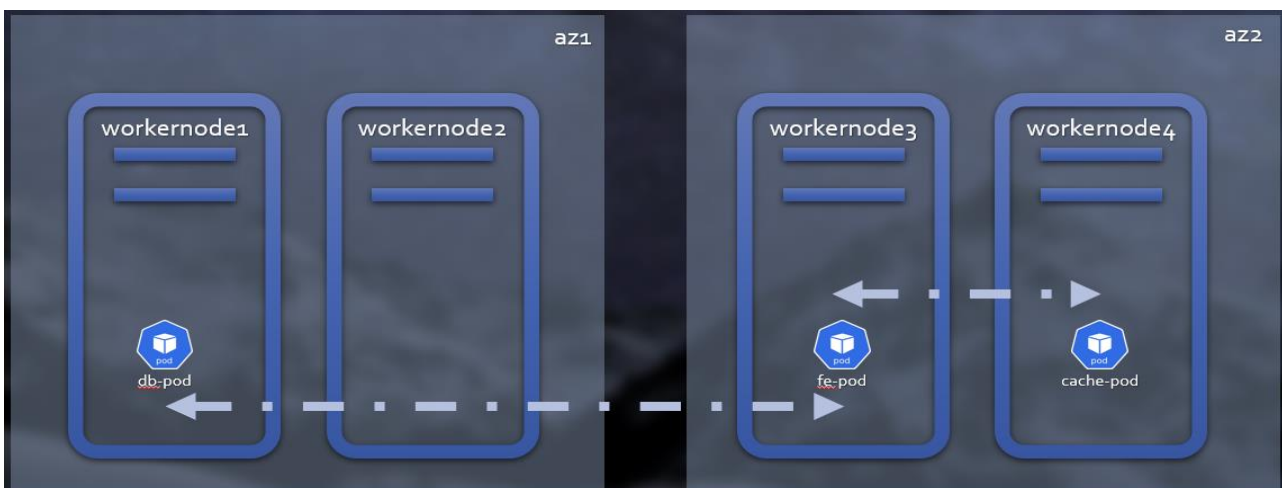 az1
az2
workernode1
workernode2
workernode3
workernode4
pod
db-pod
pod
fe-pod
pod
cache-pod